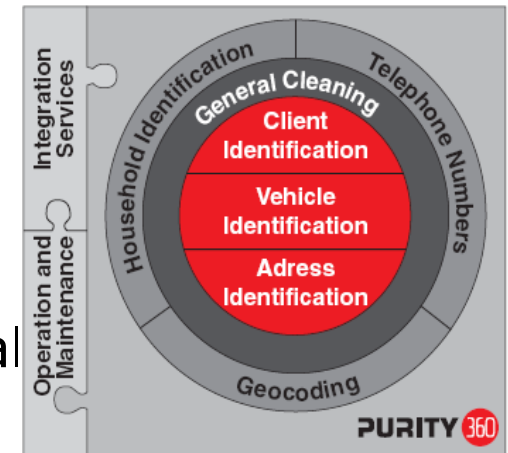 Integration
Services
Operation and
Maintenance
al
Household Identification
Telephone Numbers
Geocoding
General Cleaning
Client
Identification
Vehicle
Identification
Adress
Identification
PURITY 360